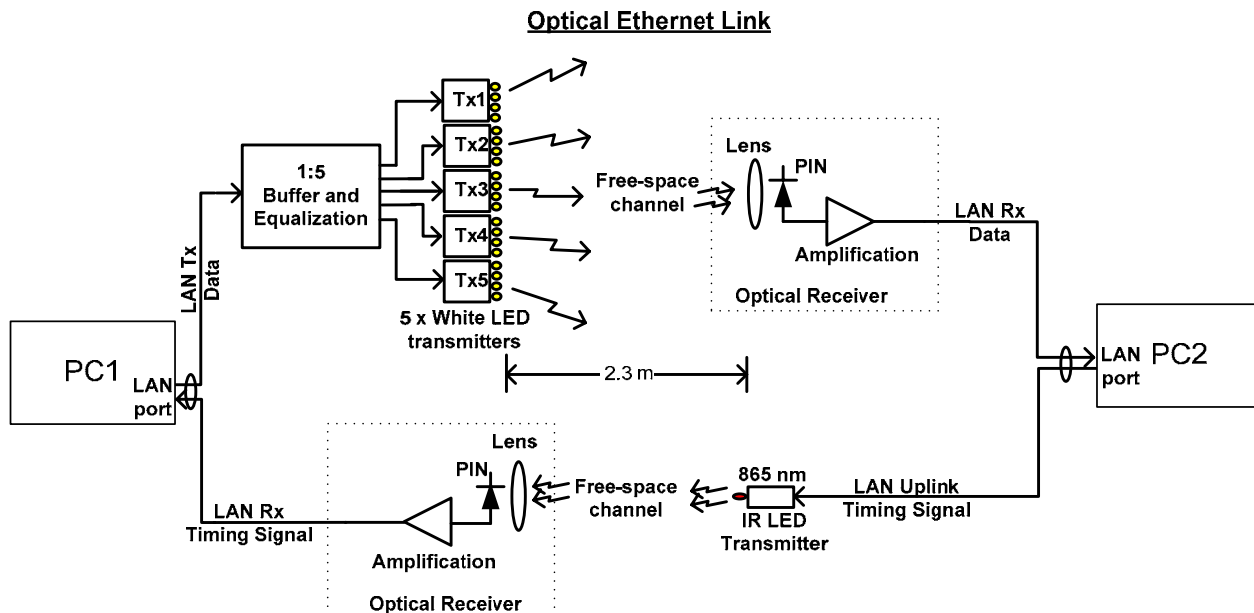 Optical Ethernet Link
Tx1
Tx2
Tx3
Tx4
Tx5
1:5
Buffer and
Equalization
5 x White LED
transmitters
LAN Tx
Data
Free-space
channel
Lens
PIN
Amplification
Optical Receiver
LAN Rx
Data
PC1
LAN
port
2.3 m
LAN
port
PC2
Lens
PIN
Amplification
Optical Receiver
LAN Rx
Timing Signal
Free-space
channel
865 nm
IR LED
Transmitter
LAN Uplink
Timing Signal